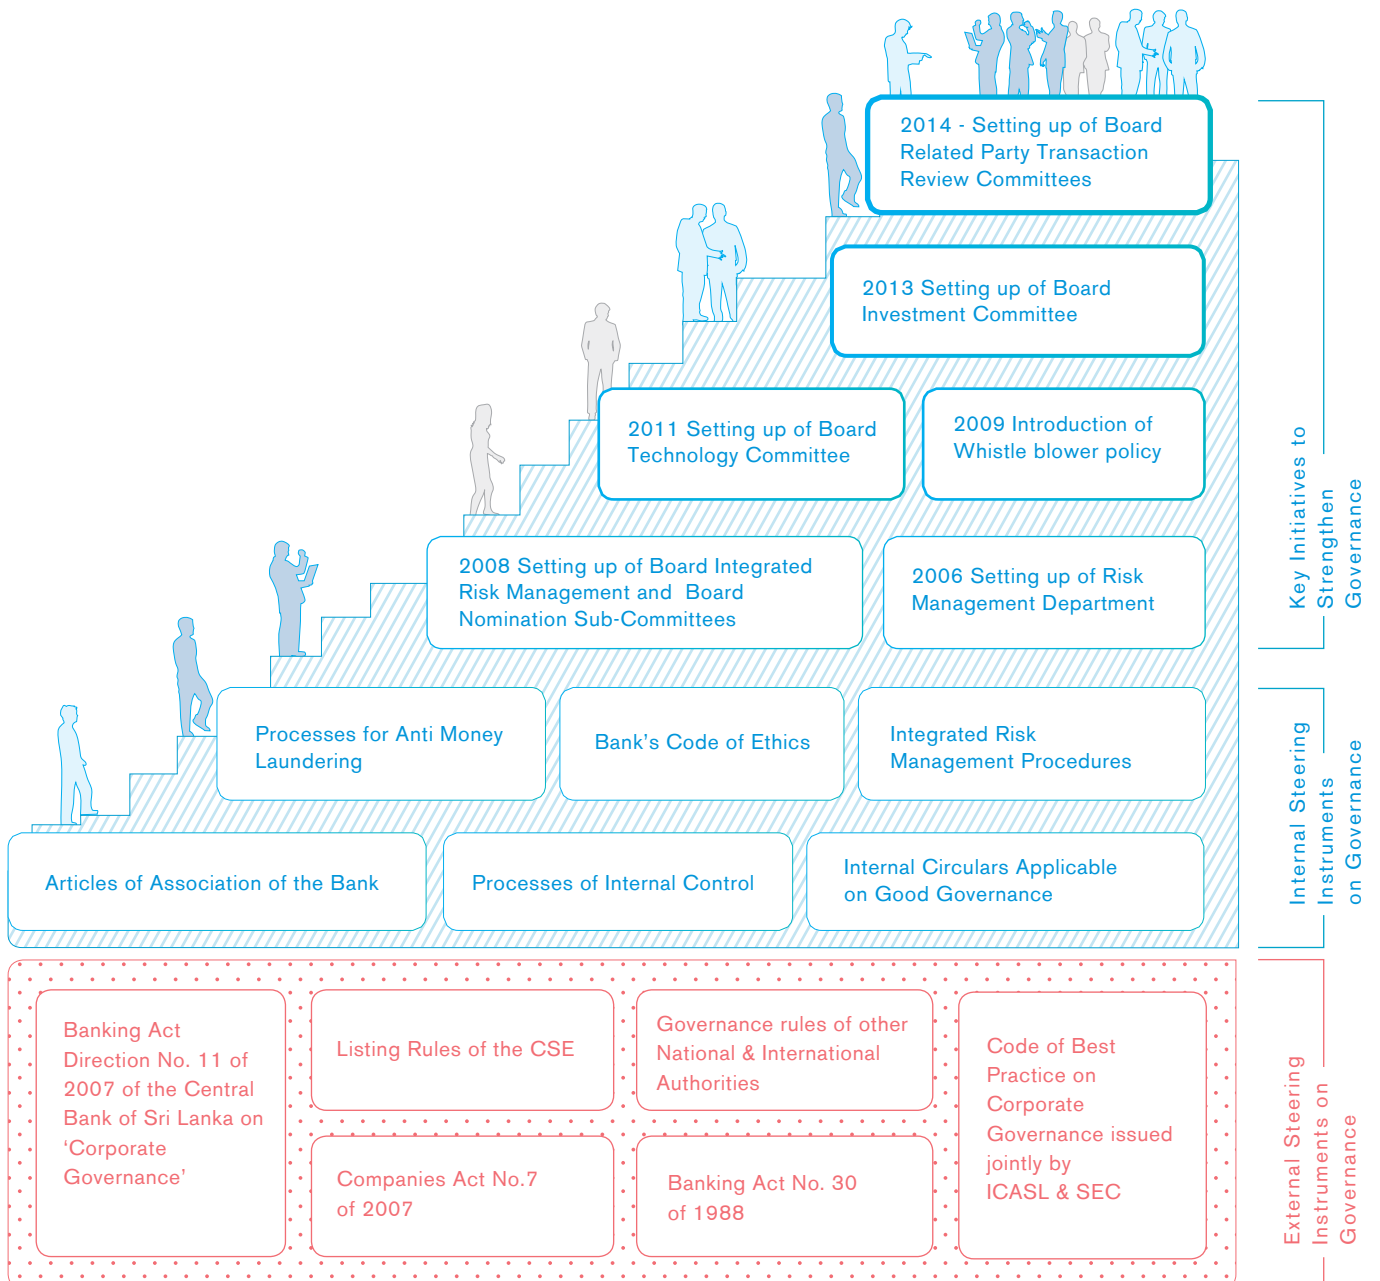 2014 - Setting up of Board
Related Party Transaction
Review Committees
2013 Setting up of Board
Investment Committee
2011 Setting up of Board
Technology Committee
2009 Introduction of
Whistle blower policy
2008 Setting up of Board Integrated
Risk Management and Board
Nomination Sub-Committees
2006 Setting up of Risk
Management Department
Key Initiatives to
Strengthen
Governance
Processes for Anti Money
Laundering
Bank’s Code of Ethics
Integrated Risk
Management Procedures
Articles of Association of the Bank
Processes of Internal Control
Internal Circulars Applicable
on Good Governance
Internal Steering
Instruments
on Governance
Banking Act
Direction No. 11 of
2007 of the Central
Bank of Sri Lanka on
‘Corporate
Governance’
Listing Rules of the CSE
Governance rules of other
National & International
Authorities
Companies Act No.7
of 2007
Banking Act No. 30
of 1988
Code of Best
Practice on
Corporate
Governance issued
jointly by
ICASL & SEC
External Steering
Instruments on
Governance